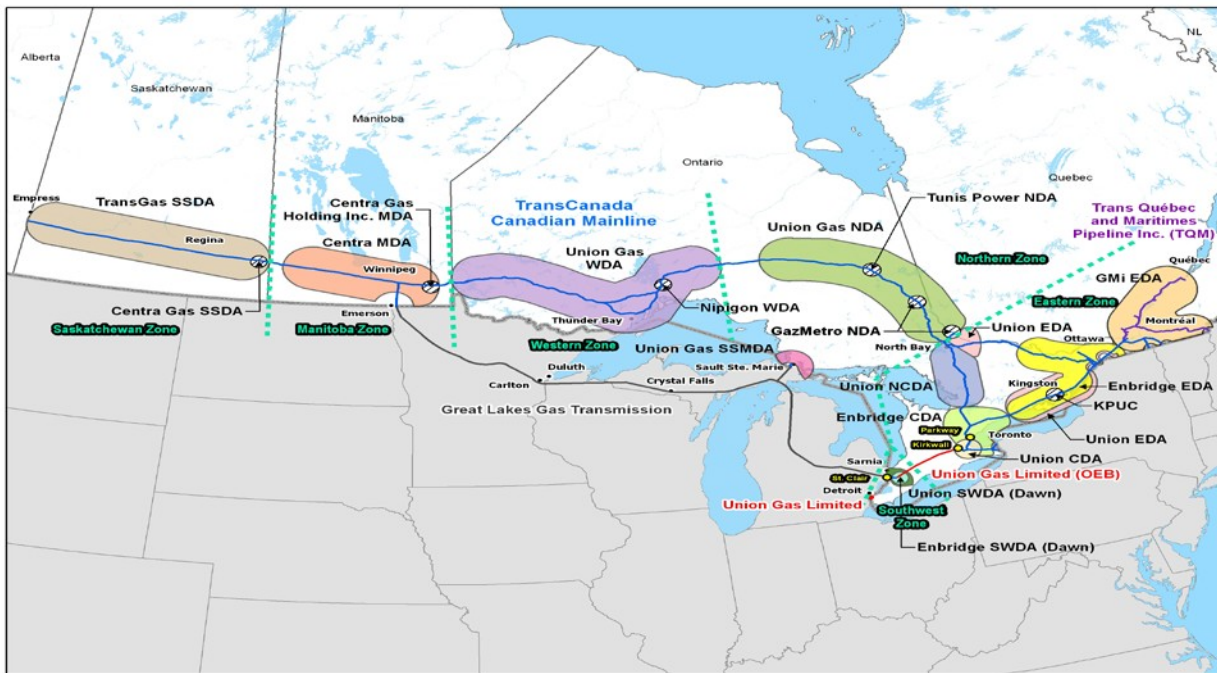 NL
Alberta
Saskatchewan
Manitoba
Ontario
Quebec
Empress
TransGas SSDA
Centra Gas
Holding Inc. MDA
TransCanada
Canadian Mainline
Tunis Power NDA
Trans Québec
and Maritimes
Pipeline Inc. (TQM)
Regina
Centra MDA
Winnipeg
Union Gas
WDA
Union Gas NDA
Northern Zone
Québec
GMi EDA
Eastern Zone
Centra Gas SSDA
Emerson
Nipigon WDA
Thunder Bay
GazMetro NDA
Union EDA
Montréal
Saskatchewan Zone
Manitoba Zone
Western Zone
Union Gas SSMDA
North Bay
Ottawa
Sault Ste. Marie
Duluth
Carlton
Crystal Falls
Union NCDA
Kingston
Enbridge EDA
KPUC
Great Lakes Gas Transmission
Enbridge CDA
Parkway
Toronto
Union EDA
Kirkwall
Union CDA
Sarnia
Union Gas Limited (OEB)
St. Clair
Detroit
Union SWDA (Dawn)
Union Gas Limited
Southwest
Zone
Enbridge SWDA (Dawn)